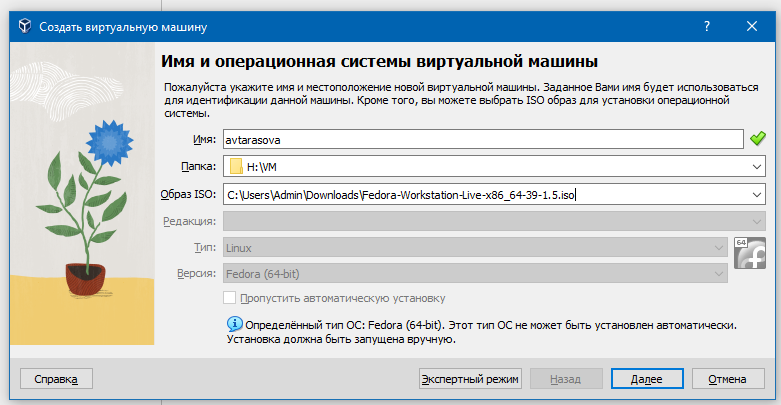 Создать виртуальную машину
Имя и операционная системы виртуальной машины
Пожалуйста укажите имя и местоположение новой виртуальной машины. Заданное Вами имя будет использоваться
для идентификации данной машины. Кроме того, вы можете выбрать ISO образ для установки операционной
системы.
Имя: avtarasova
Папка: H:\VM
Образ ISO: C:\Users\Admin\Downloads\Fedora-Workstation-Live-x86_64-39-1.5.iso
Редакция:
Тип: Linux
64
Версия: Fedora (64-bit)
Пропустить автоматическую установку
Определённый тип ОС: Fedora (64-bit). Этот тип ОС не может быть установлен автоматически.
Установка должна быть запущена вручную.
Справка Экспертный режим Назад Далее Отмена